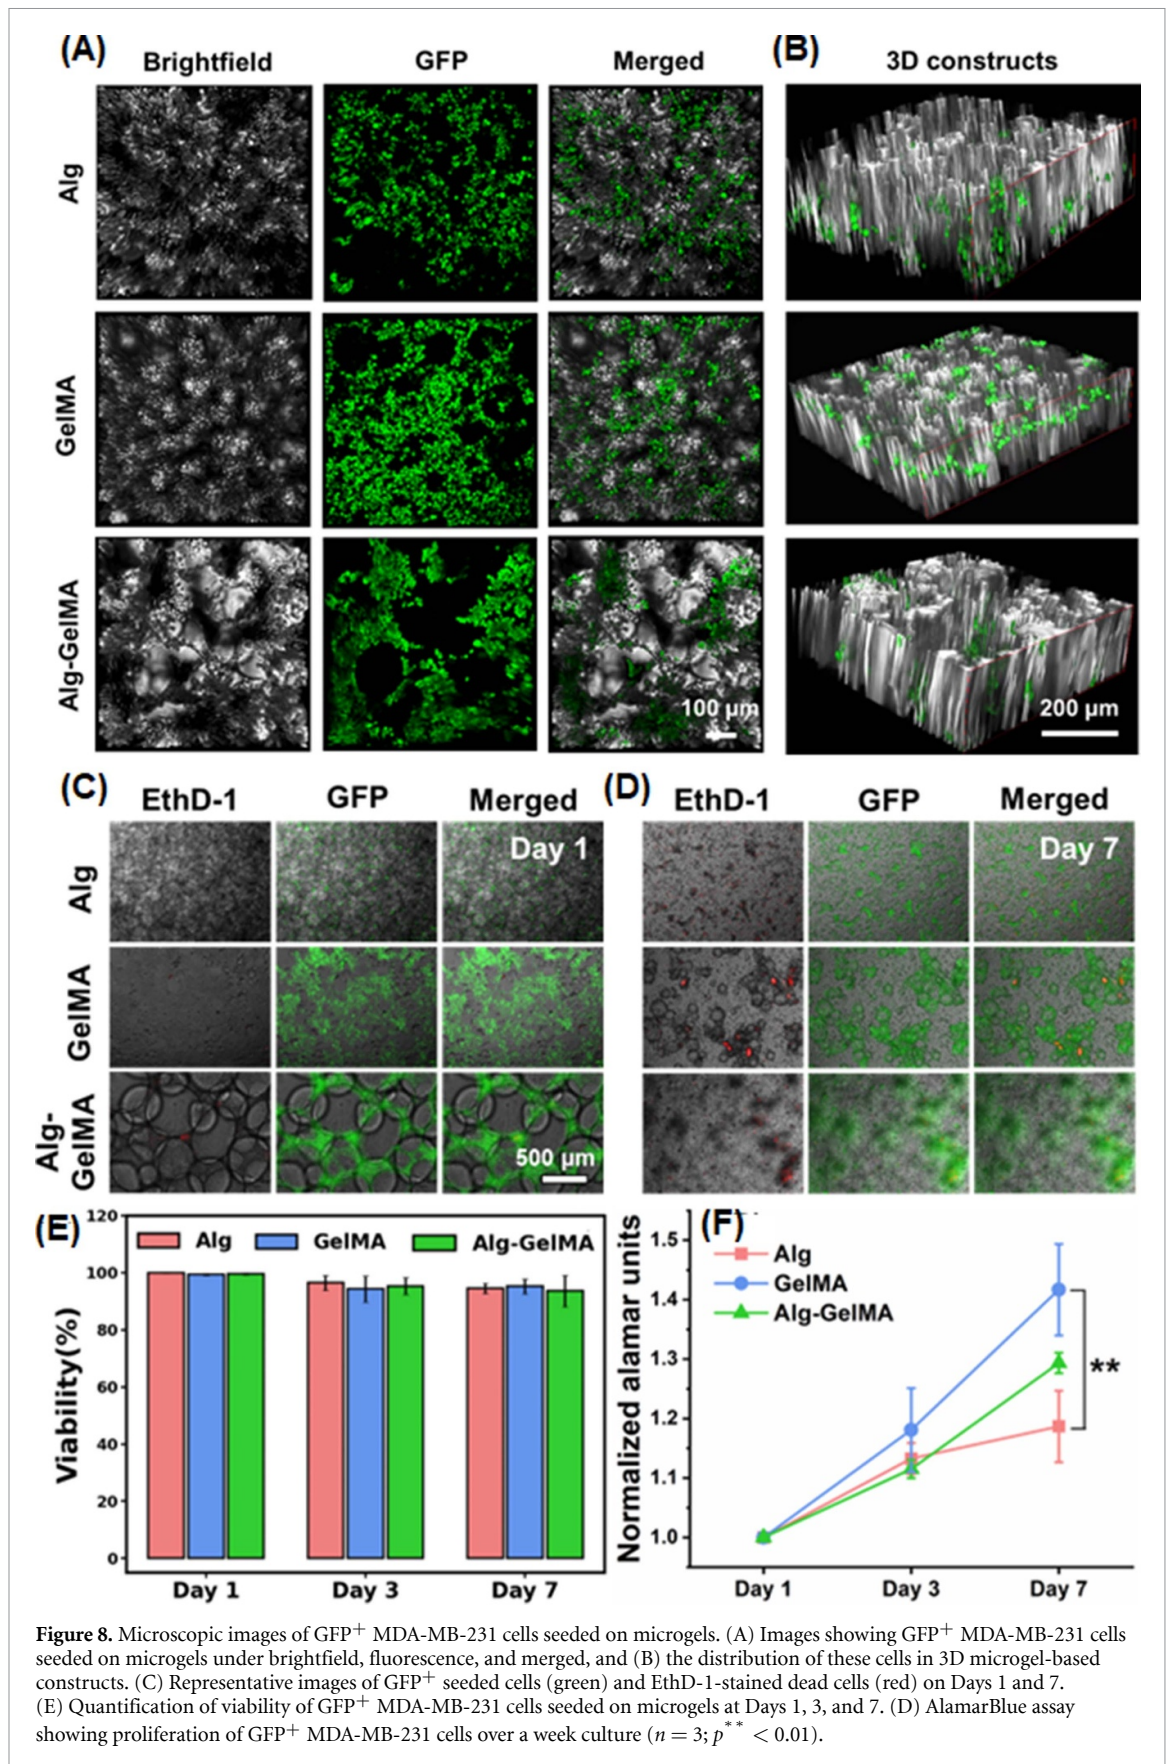 (A)
Brightfield GFP Merged
(B)
3D constructs
Alg
GelMA
Alg-GelMA
100 µm
200 µm
(C)
EthD-1 GFP Merged
(D)
EthD-1 GFP Merged
Day 1
Day 7
Alg
GelMA
Alg-
GelMA
500 µm
(E)
Alg GelMA Alg-GelMA
Viability(%)
120
100
80
60
40
20
0
Day 1 Day 3 Day 7
(F)
Alg
GelMA
Alg-GelMA
Normalized alamar units
1.5
1.4
1.3
1.2
1.1
1.0
**
Day 1 Day 3 Day 7
Figure 8. Microscopic images of GFP+ MDA-MB-231 cells seeded on microgels. (A) Images showing GFP+ MDA-MB-231 cells
seeded on microgels under brightfield, fluorescence, and merged, and (B) the distribution of these cells in 3D microgel-based
constructs. (C) Representative images of GFP+ seeded cells (green) and EthD-1-stained dead cells (red) on Days 1 and 7.
(E) Quantification of viability of GFP+ MDA-MB-231 cells seeded on microgels at Days 1, 3, and 7. (D) AlamarBlue assay
showing proliferation of GFP+ MDA-MB-231 cells over a week culture (n = 3; p** < 0.01).